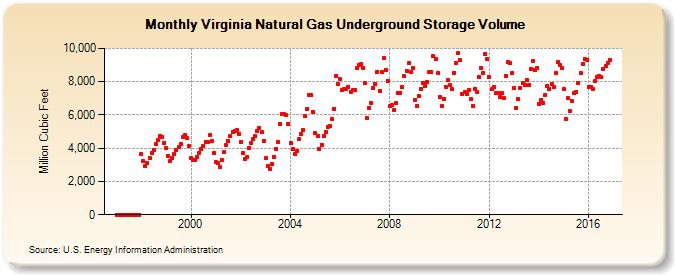 Monthly Virginia Natural Gas Underground Storage Volume
Million Cubic Feet
10,000
8,000
6,000
4,000
2,000
0
2000 2004 2008 2012 2016
Source: U.S. Energy Information Administration